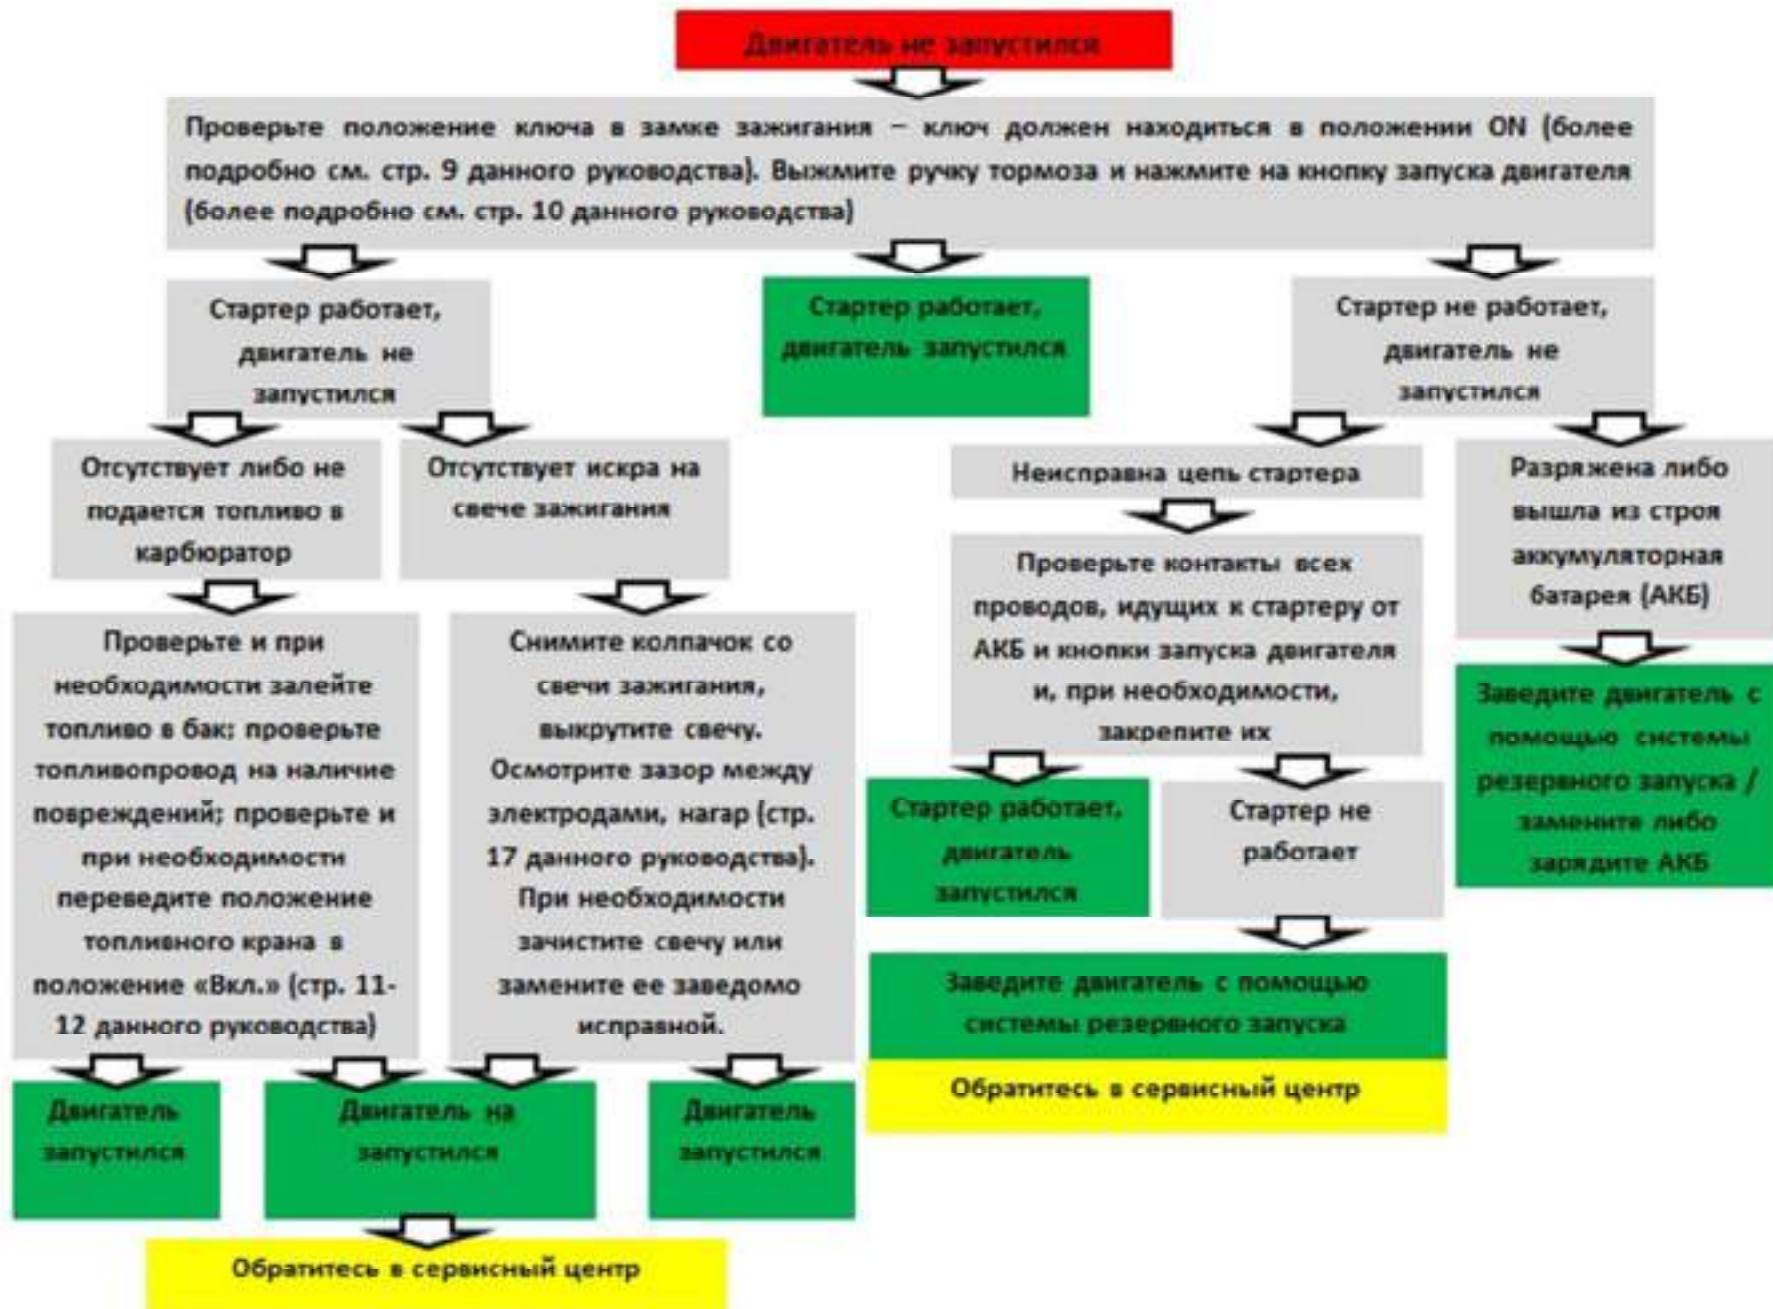 Двигатель не запустился
Проверьте положение ключа в замке зажигания – ключ должен находиться в положении ON (более
подробно см. стр. 9 данного руководства). Выжмите ручку тормоза и нажмите на кнопку запуска двигателя
(более подробно см. стр. 10 данного руководства)
Стартер работает,
двигатель не
запустился
Стартер работает,
двигатель запустился
Стартер не работает,
двигатель не
запустился
Отсутствует либо не
подается топливо в
карбюратор
Отсутствует искра на
свече зажигания
Неисправна цепь стартера
Разряжена либо
вышла из строя
аккумуляторная
батарея (АКБ)
Проверьте и при
необходимости залейте
топливо в бак; проверьте
топливопровод на наличие
повреждений; проверьте и
при необходимости
переведите положение
топливного крана в
положение «Вкл.» (стр. 11-
12 данного руководства)
Снимите колпачок со
свечи зажигания,
выкрутите свечу.
Осмотрите зазор между
электродами, нагар (стр.
17 данного руководства).
При необходимости
зачистите свечу или
замените ее заведомо
исправной.
Проверьте контакты всех
проводов, идущих к стартеру от
АКБ и кнопки запуска двигателя
и, при необходимости,
закрепите их
Заведите двигатель с
помощью системы
резервного запуска /
замените либо
зарядите АКБ
Стартер работает,
двигатель
запустился
Стартер не
работает
Заведите двигатель с помощью
системы резервного запуска
Обратитесь в сервисный центр
Двигатель
запустился
Двигатель на
запустился
Двигатель
запустился
Обратитесь в сервисный центр